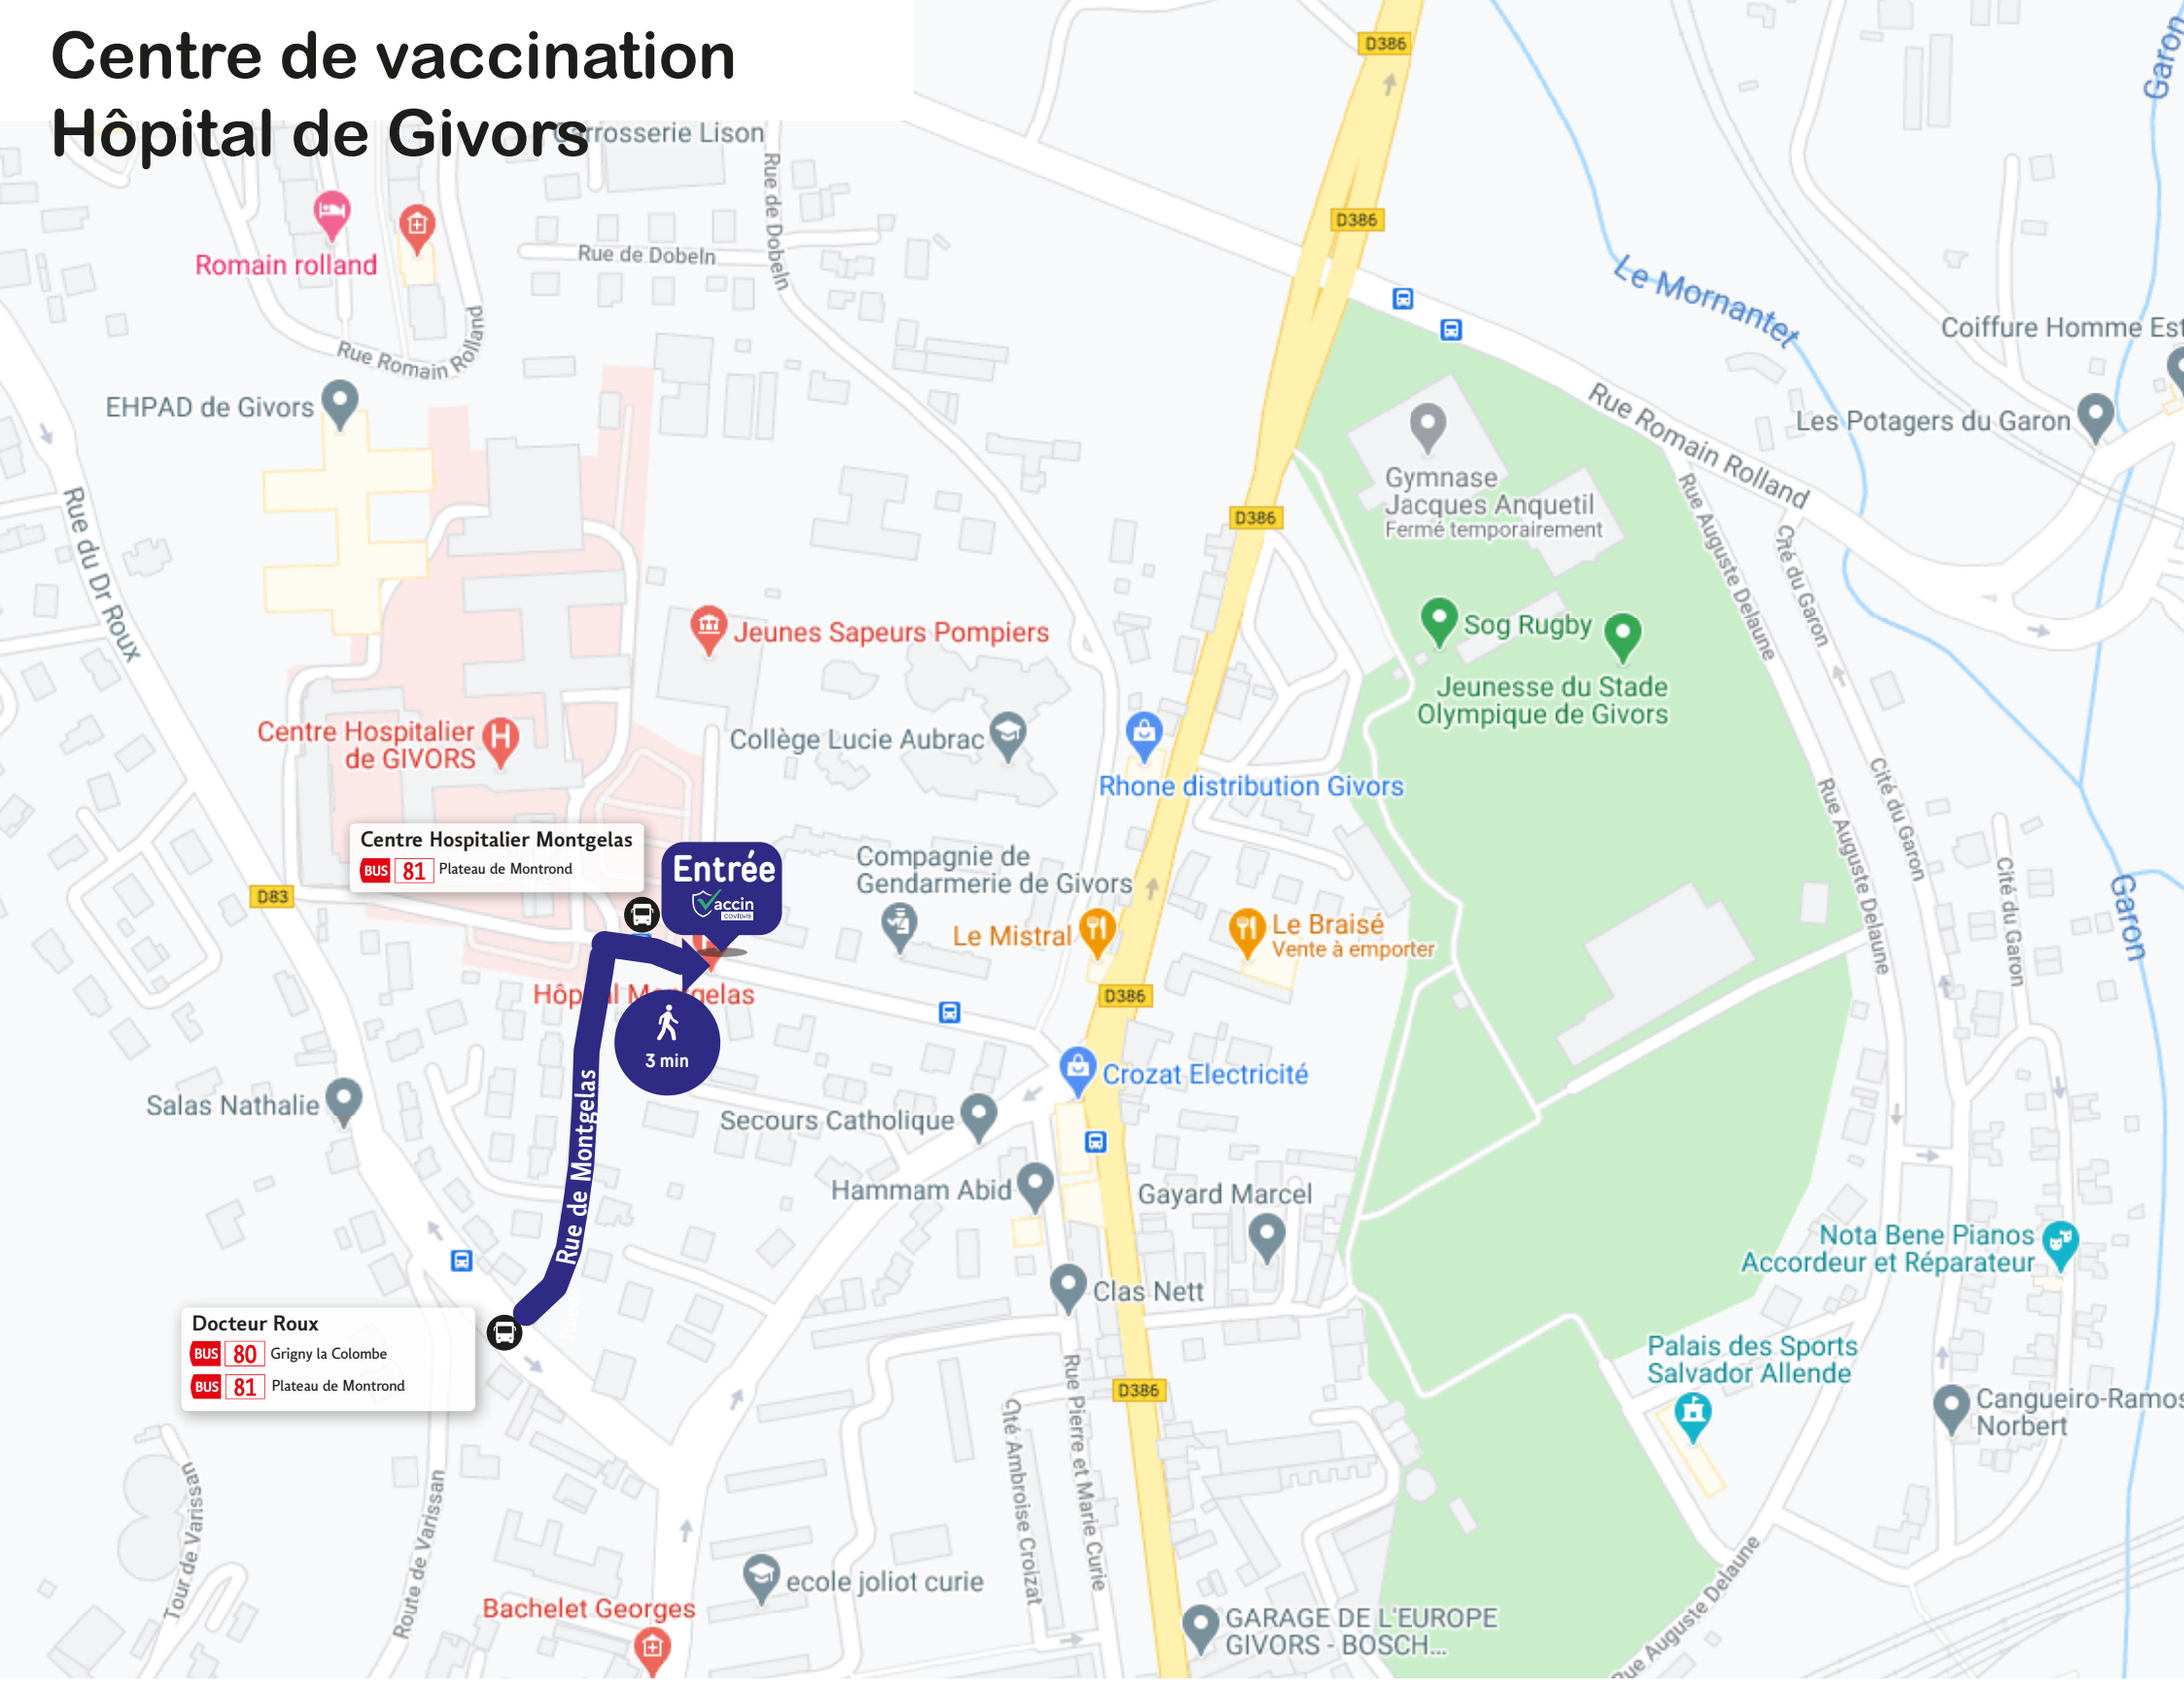 Centre de vaccination
Hôpital de Givors
Carrosserie Lison
D386
Garon
Rue de Dobeln
Rue de Dobeln
D386
Romain rolland
Le Mornantet
Rue Romain Rolland
Coiffure Homme Est
EHPAD de Givors
Rue Romain Rolland
Les Potagers du Garon
Gymnase
Jacques Anquetil
Fermé temporairement
D386
Rue du Dr Roux
Rue Auguste Delaune
Cité du Garon
Jeunes Sapeurs Pompiers
Sog Rugby
Jeunesse du Stade
Olympique de Givors
Centre Hospitalier
de GIVORS
Collège Lucie Aubrac
Rhone distribution Givors
Cité du Garon
Rue Auguste Delaune
Centre Hospitalier Montgelas
BUS 81 Plateau de Montrond
Entrée
Vaccin
COVID19
D83
Compagnie de
Gendarmerie de Givors
Le Mistral
Le Braisé
Vente à emporter
Cité du Garon
Garon
Hôpital Montgelas
D386
3 min
Rue de Montgelas
Crozat Electricité
Salas Nathalie
Secours Catholique
Hammam Abid
Gayard Marcel
Nota Bene Pianos
Accordeur et Réparateur
Clas Nett
Docteur Roux
BUS 80 Grigny la Colombe
BUS 81 Plateau de Montrond
Palais des Sports
Salvador Allende
D386
Cangueiro-Ramos
Norbert
Rue Pierre et Marie Curie
Cité Ambroise Croizat
Tour de Varissan
Route de Varissan
ecole joliot curie
Bachelet Georges
GARAGE DE L'EUROPE
GIVORS - BOSCH...
Rue Auguste Delaune